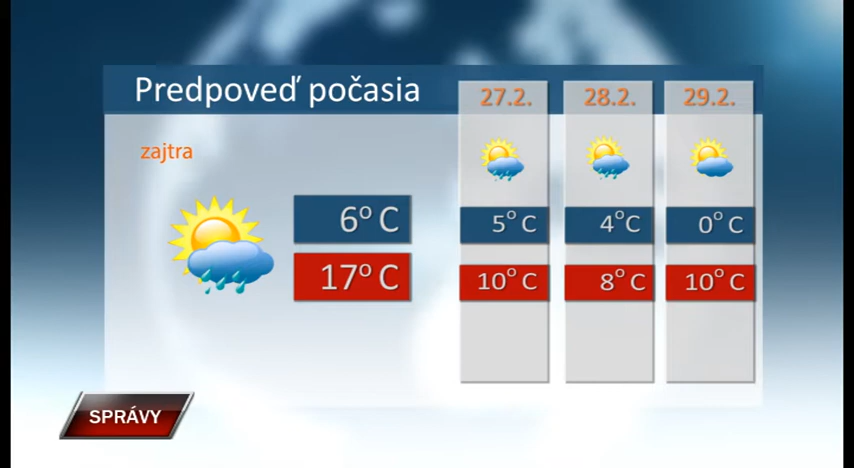 Predpoveď počasia
zajtra
6° C
17° C
27.2. 28.2. 29.2.
5° C 4°C 0° C
10° C 8° C 10° C
SPRÁVY